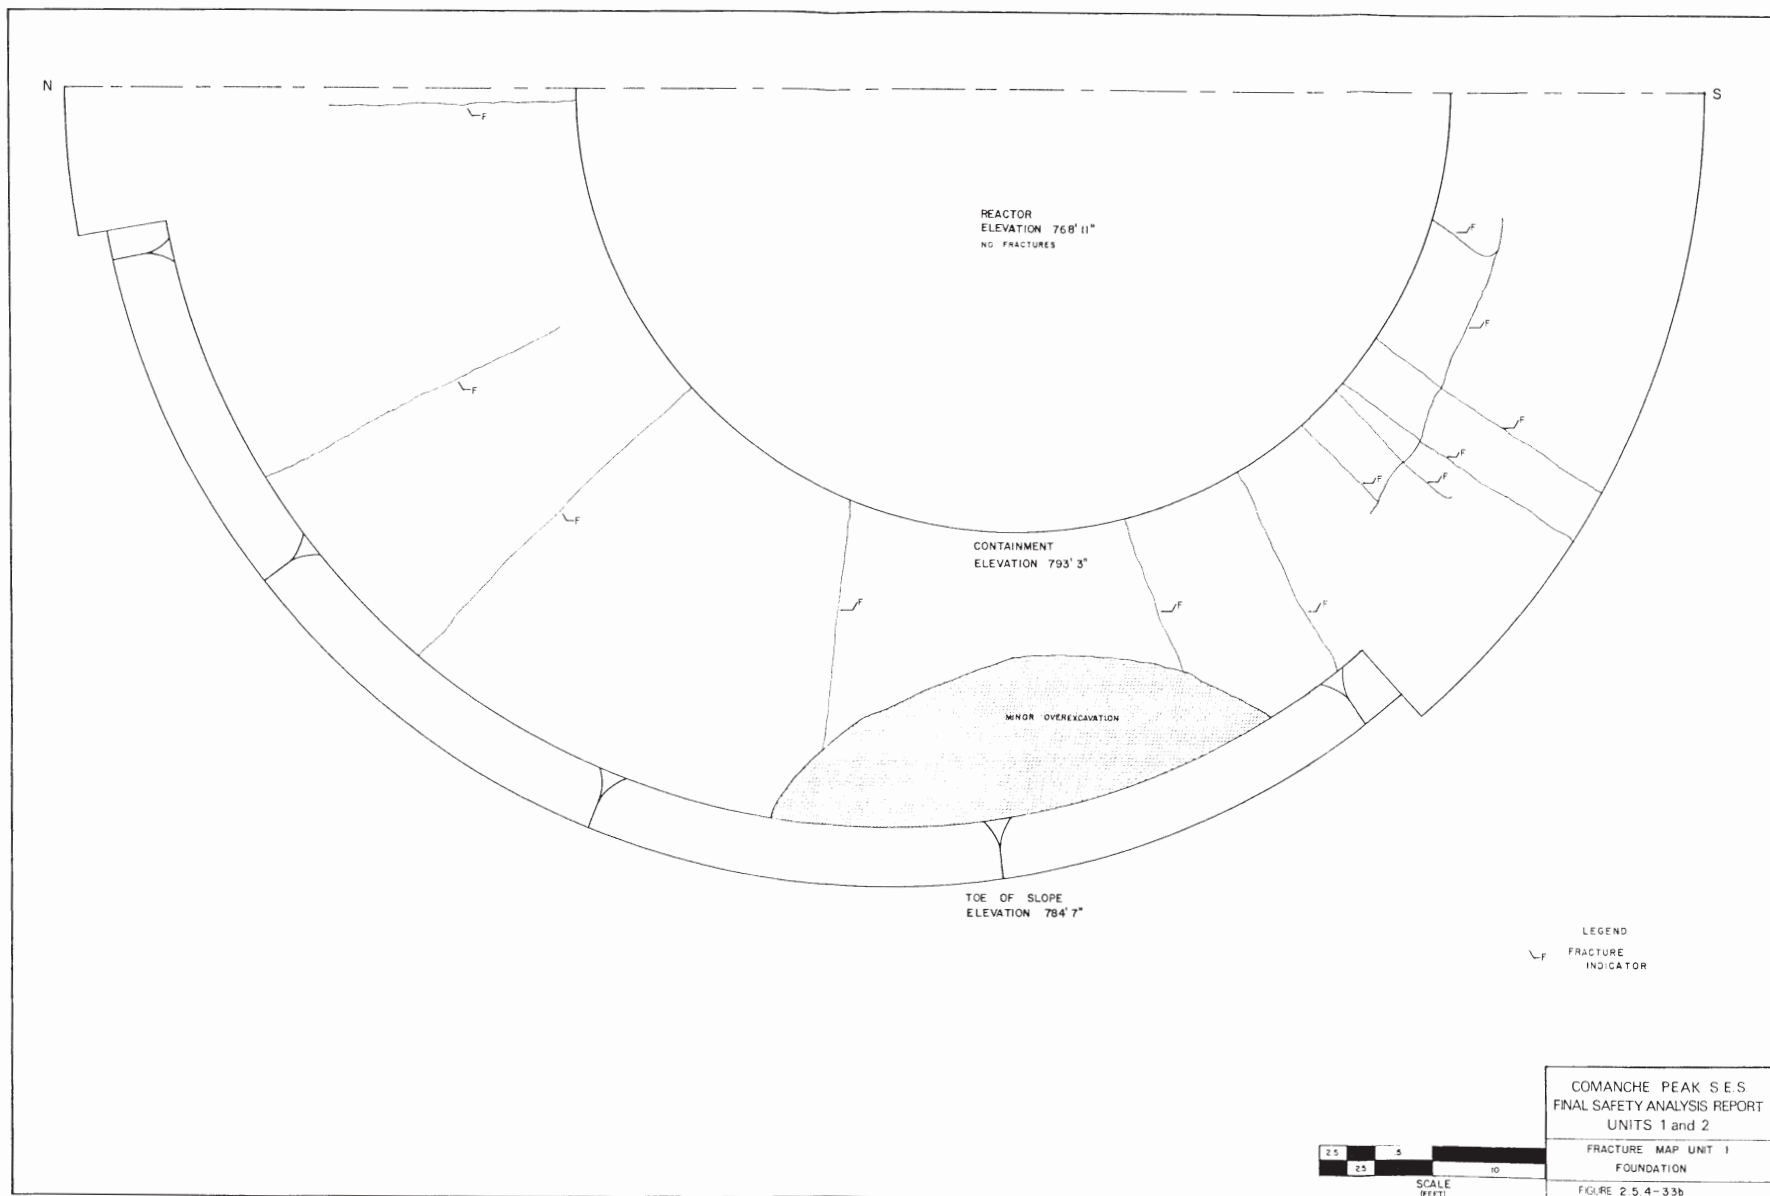 N
S
F
REACTOR
ELEVATION 768' 11"
NO FRACTURES
F
F
F
F
F
F
F
F
F
CONTAINMENT
ELEVATION 793' 3"
F
F
F
MINOR OVEREXCAVATION
TOE OF SLOPE
ELEVATION 784' 7"
LEGEND
F FRACTURE
INDICATOR
COMANCHE PEAK S.E.S
FINAL SAFETY ANALYSIS REPORT
UNITS 1 and 2
FRACTURE MAP UNIT 1
FOUNDATION
FIGURE 2.5.4-33b
2.5 5
2.5 10
SCALE
(FEET)